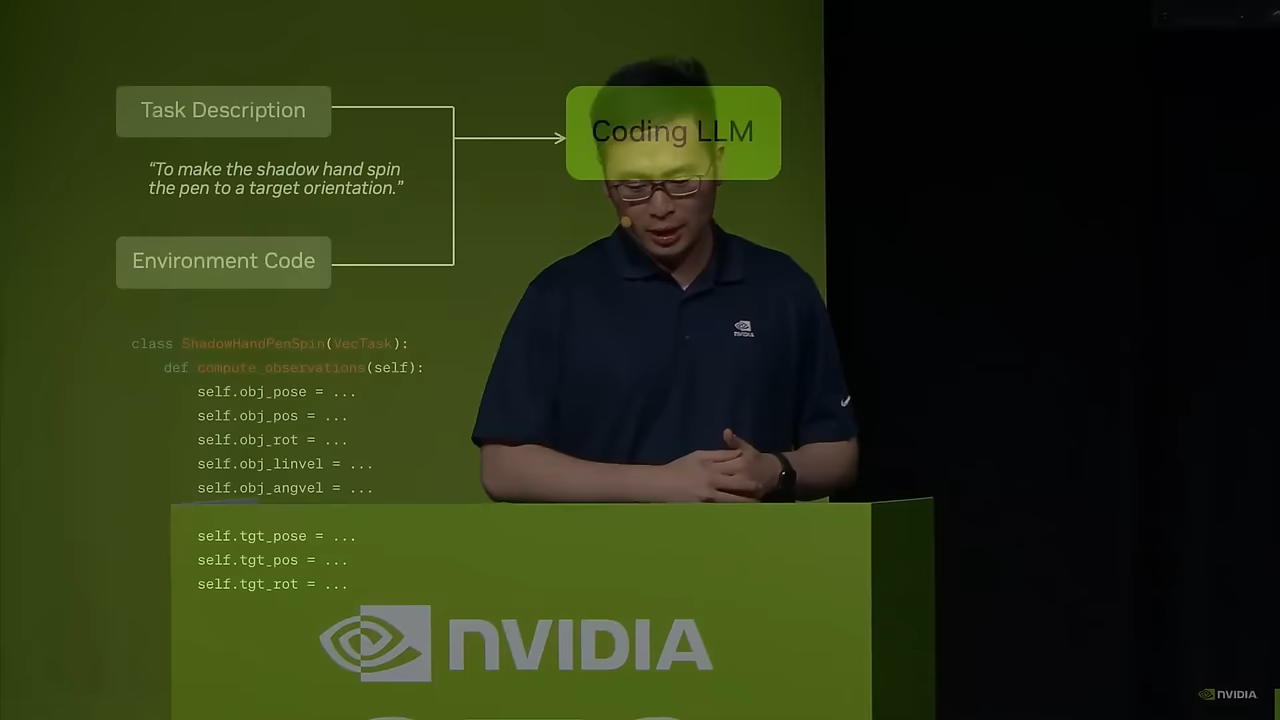 Task Description
Coding LLM
“To make the shadow hand spin
the pen to a target orientation.”
Environment Code
class ShadowHandPenSpin(VecTask):
def compute_observations(self):
self.obj_pose = ...
self.obj_pos = ...
self.obj_rot = ...
self.obj_linvel = ...
self.obj_angvel = ...
self.tgt_pose = ...
self.tgt_pos = ...
self.tgt_rot = ...
NVIDIA
NVIDIA
NVIDIA